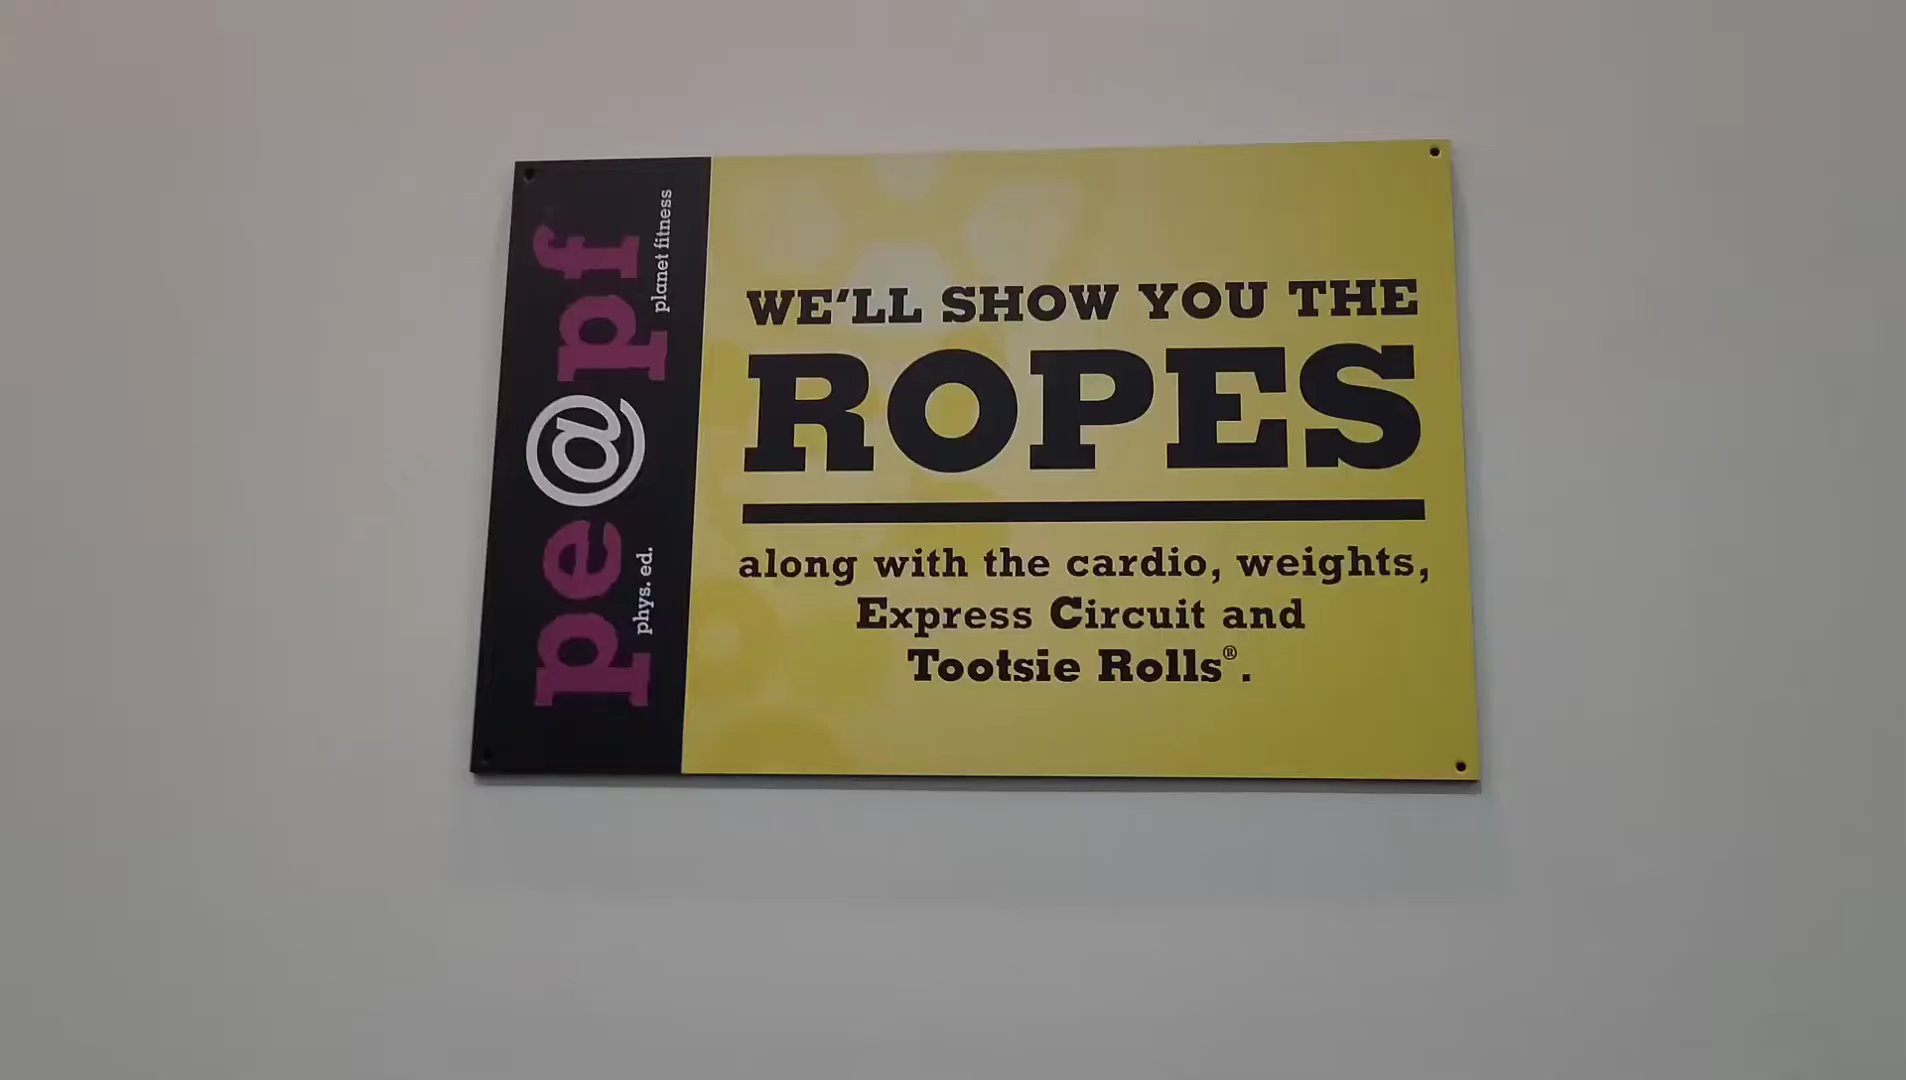 pe@pf
phys. ed.
planet fitness
WE'LL SHOW YOU THE
ROPES
along with the cardio, weights,
Express Circuit and
Tootsie Rolls®.